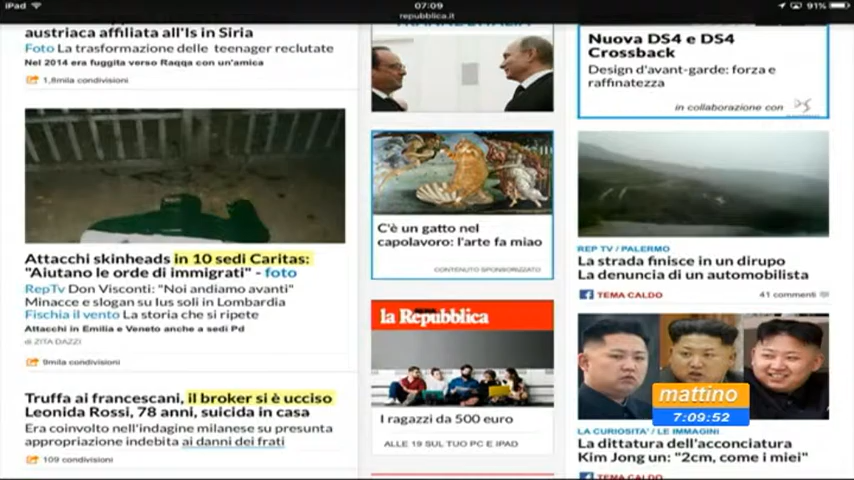 iPad
07:09
91%
repubblica.it
austriaca affiliata all'Is in Siria
Foto La trasformazione delle teenager reclutate
Nel 2014 era fuggita verso Raqqa con un'amica
1,8mila condivisioni
Attacchi skinheads in 10 sedi Caritas:
"Aiutano le orde di immigrati" - foto
RepTv Don Visconti: "Noi andiamo avanti"
Minacce e slogan su Ius soli in Lombardia
Fischia il vento La storia che si ripete
Attacchi in Emilia e Veneto anche a sedi Pd
di ZITA DAZZI
9mila condivisioni
Truffa ai francescani, il broker si è ucciso
Leonida Rossi, 78 anni, suicida in casa
Era coinvolto nell'indagine milanese su presunta
appropriazione indebita ai danni dei frati
109 condivisioni
C'è un gatto nel
capolavoro: l'arte fa miao
CONTENUTO SPONSORIZZATO
la Repubblica
I ragazzi da 500 euro
ALLE 19 SUL TUO PC E IPAD
Nuova DS4 e DS4
Crossback
Design d'avant-garde: forza e
raffinatezza
in collaborazione con
REP TV / PALERMO
La strada finisce in un dirupo
La denuncia di un automobilista
TEMA CALDO
41 commenti
mattino
7:09:52
LA CURIOSITA' / LE IMMAGINI
La dittatura dell'acconciatura
Kim Jong un: "2cm, come i miei"
TEMA CALDO